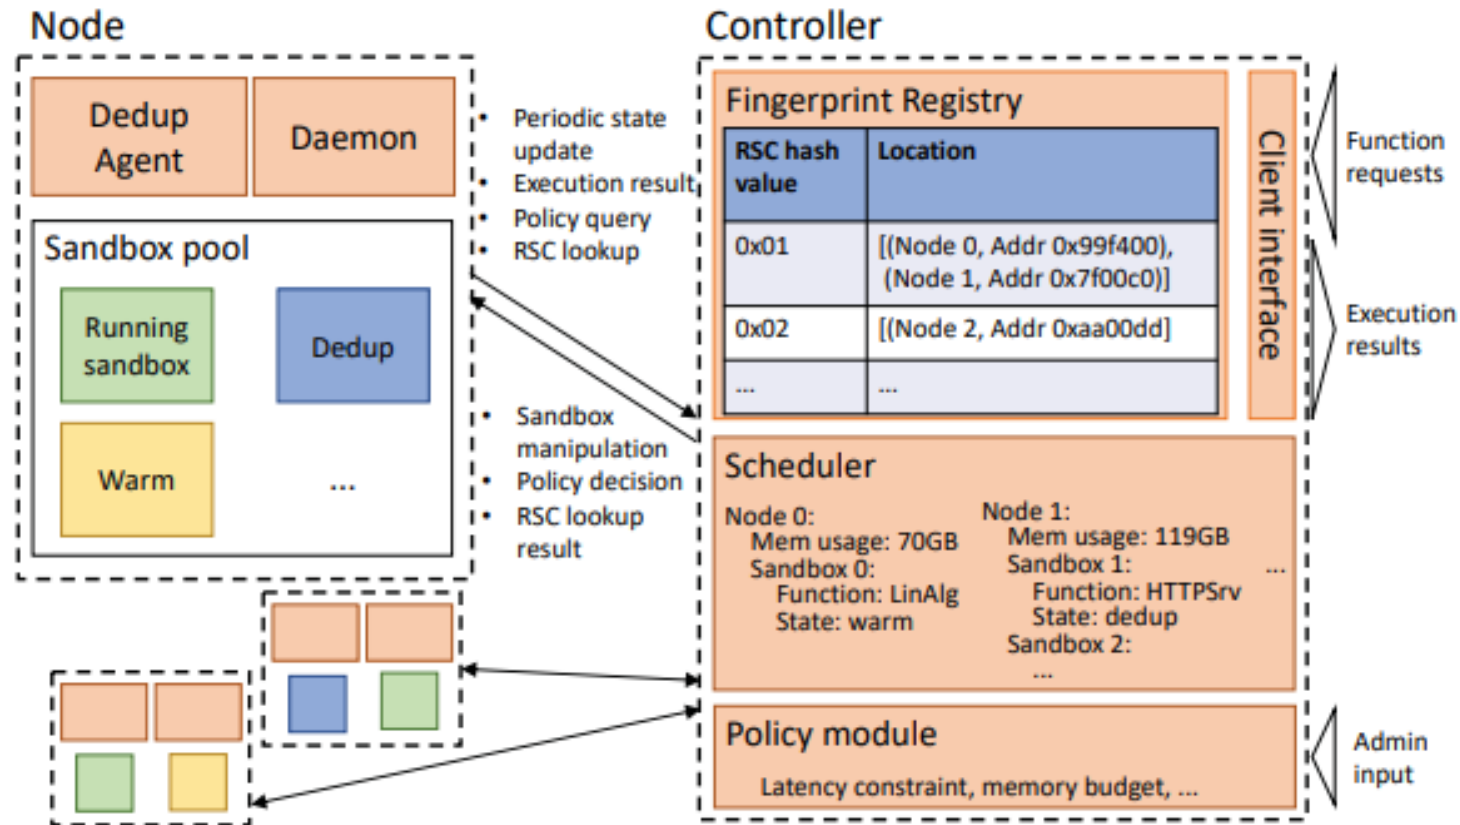 Node
Dedup
Agent
Daemon
Sandbox pool
Running
sandbox
Dedup
Warm
...
• Periodic state
update
• Execution result
• Policy query
• RSC lookup
• Sandbox
manipulation
• Policy decision
• RSC lookup
result
Controller
Fingerprint Registry
RSC hash
value
Location
0x01
[(Node 0, Addr 0x99f400),
(Node 1, Addr 0x7f00c0)]
0x02
[(Node 2, Addr 0xaa00dd]
...
...
Client interface
Function
requests
Execution
results
Scheduler
Node 0:
Mem usage: 70GB
Sandbox 0:
Function: LinAlg
State: warm
Node 1:
Mem usage: 119GB
Sandbox 1:
Function: HTTPSrv
State: dedup
Sandbox 2:
...
...
Policy module
Latency constraint, memory budget, ...
Admin
input